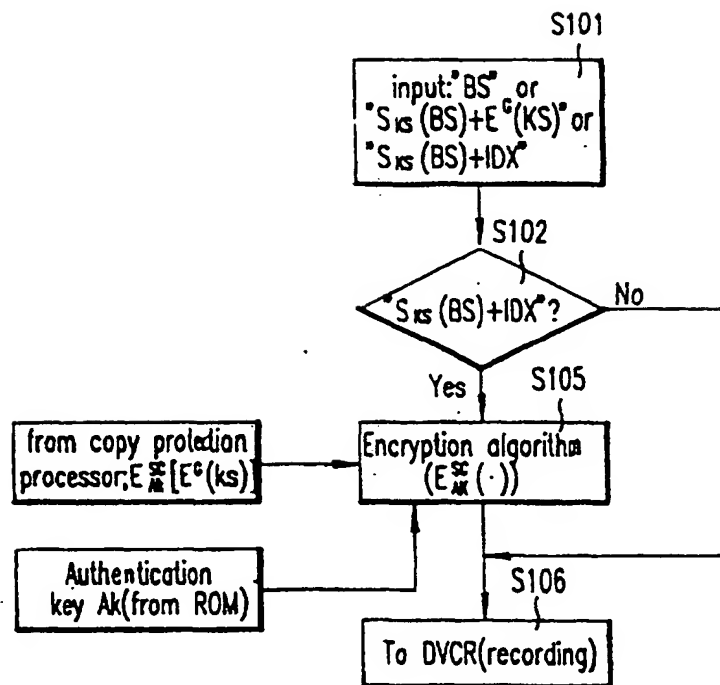 S101
input:"BS" or
"S_KS(BS)+E^G(KS)" or
"S_KS(BS)+IDX"
S102
"S_KS(BS)+IDX"?
No
Yes
S105
from copy protection
processor;E^SC_AK[E^G(ks)]
Encryption algorithm
(E^SC_AK(·))
Authentication
key Ak(from ROM)
S106
To DVCR(recording)